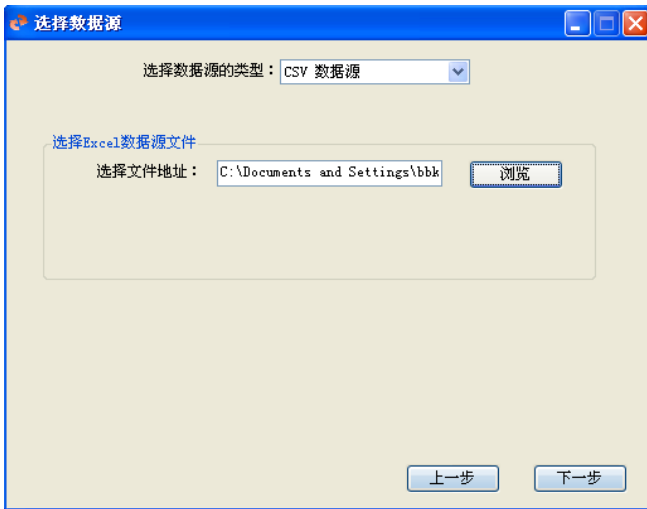 选择数据源
选择数据源的类型： CSV 数据源
选择Excel数据源文件
选择文件地址： C:\Documents and Settings\bbk 浏览
上一步 下一步